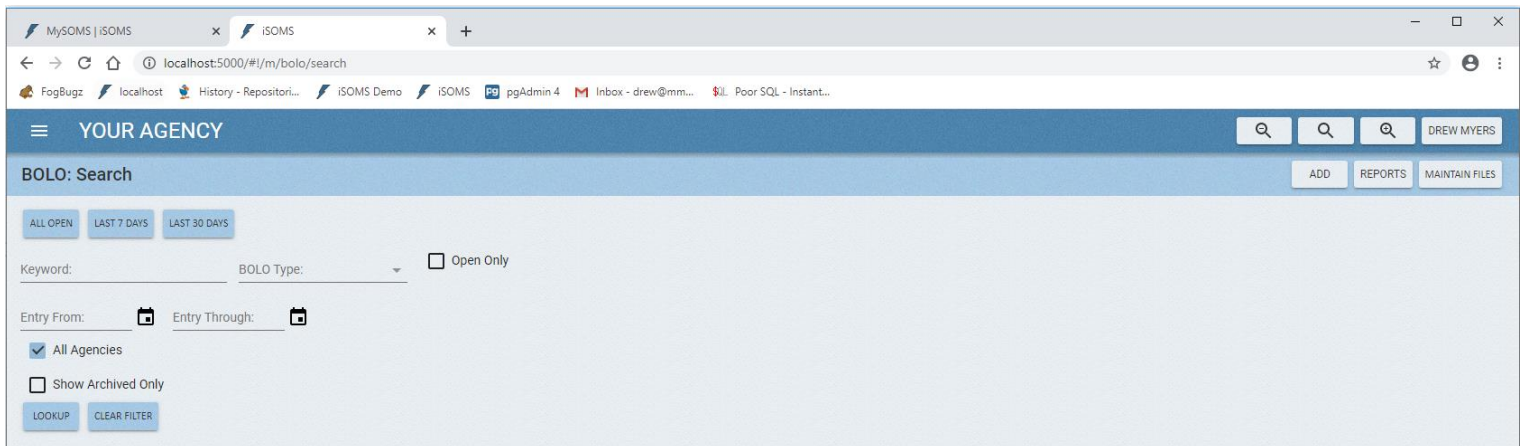 MySOMS | iSOMS
iSOMS
localhost:5000/#!/m/bolo/search
FogBugz localhost History - Repositori... iSOMS Demo iSOMS Pg pgAdmin 4 Inbox - drew@mm... Poor SQL - Instant...
YOUR AGENCY DREW MYERS
BOLO: Search ADD REPORTS MAINTAIN FILES
ALL OPEN LAST 7 DAYS LAST 30 DAYS
Keyword: BOLO Type: Open Only
Entry From: Entry Through:
All Agencies
Show Archived Only
LOOKUP CLEAR FILTER